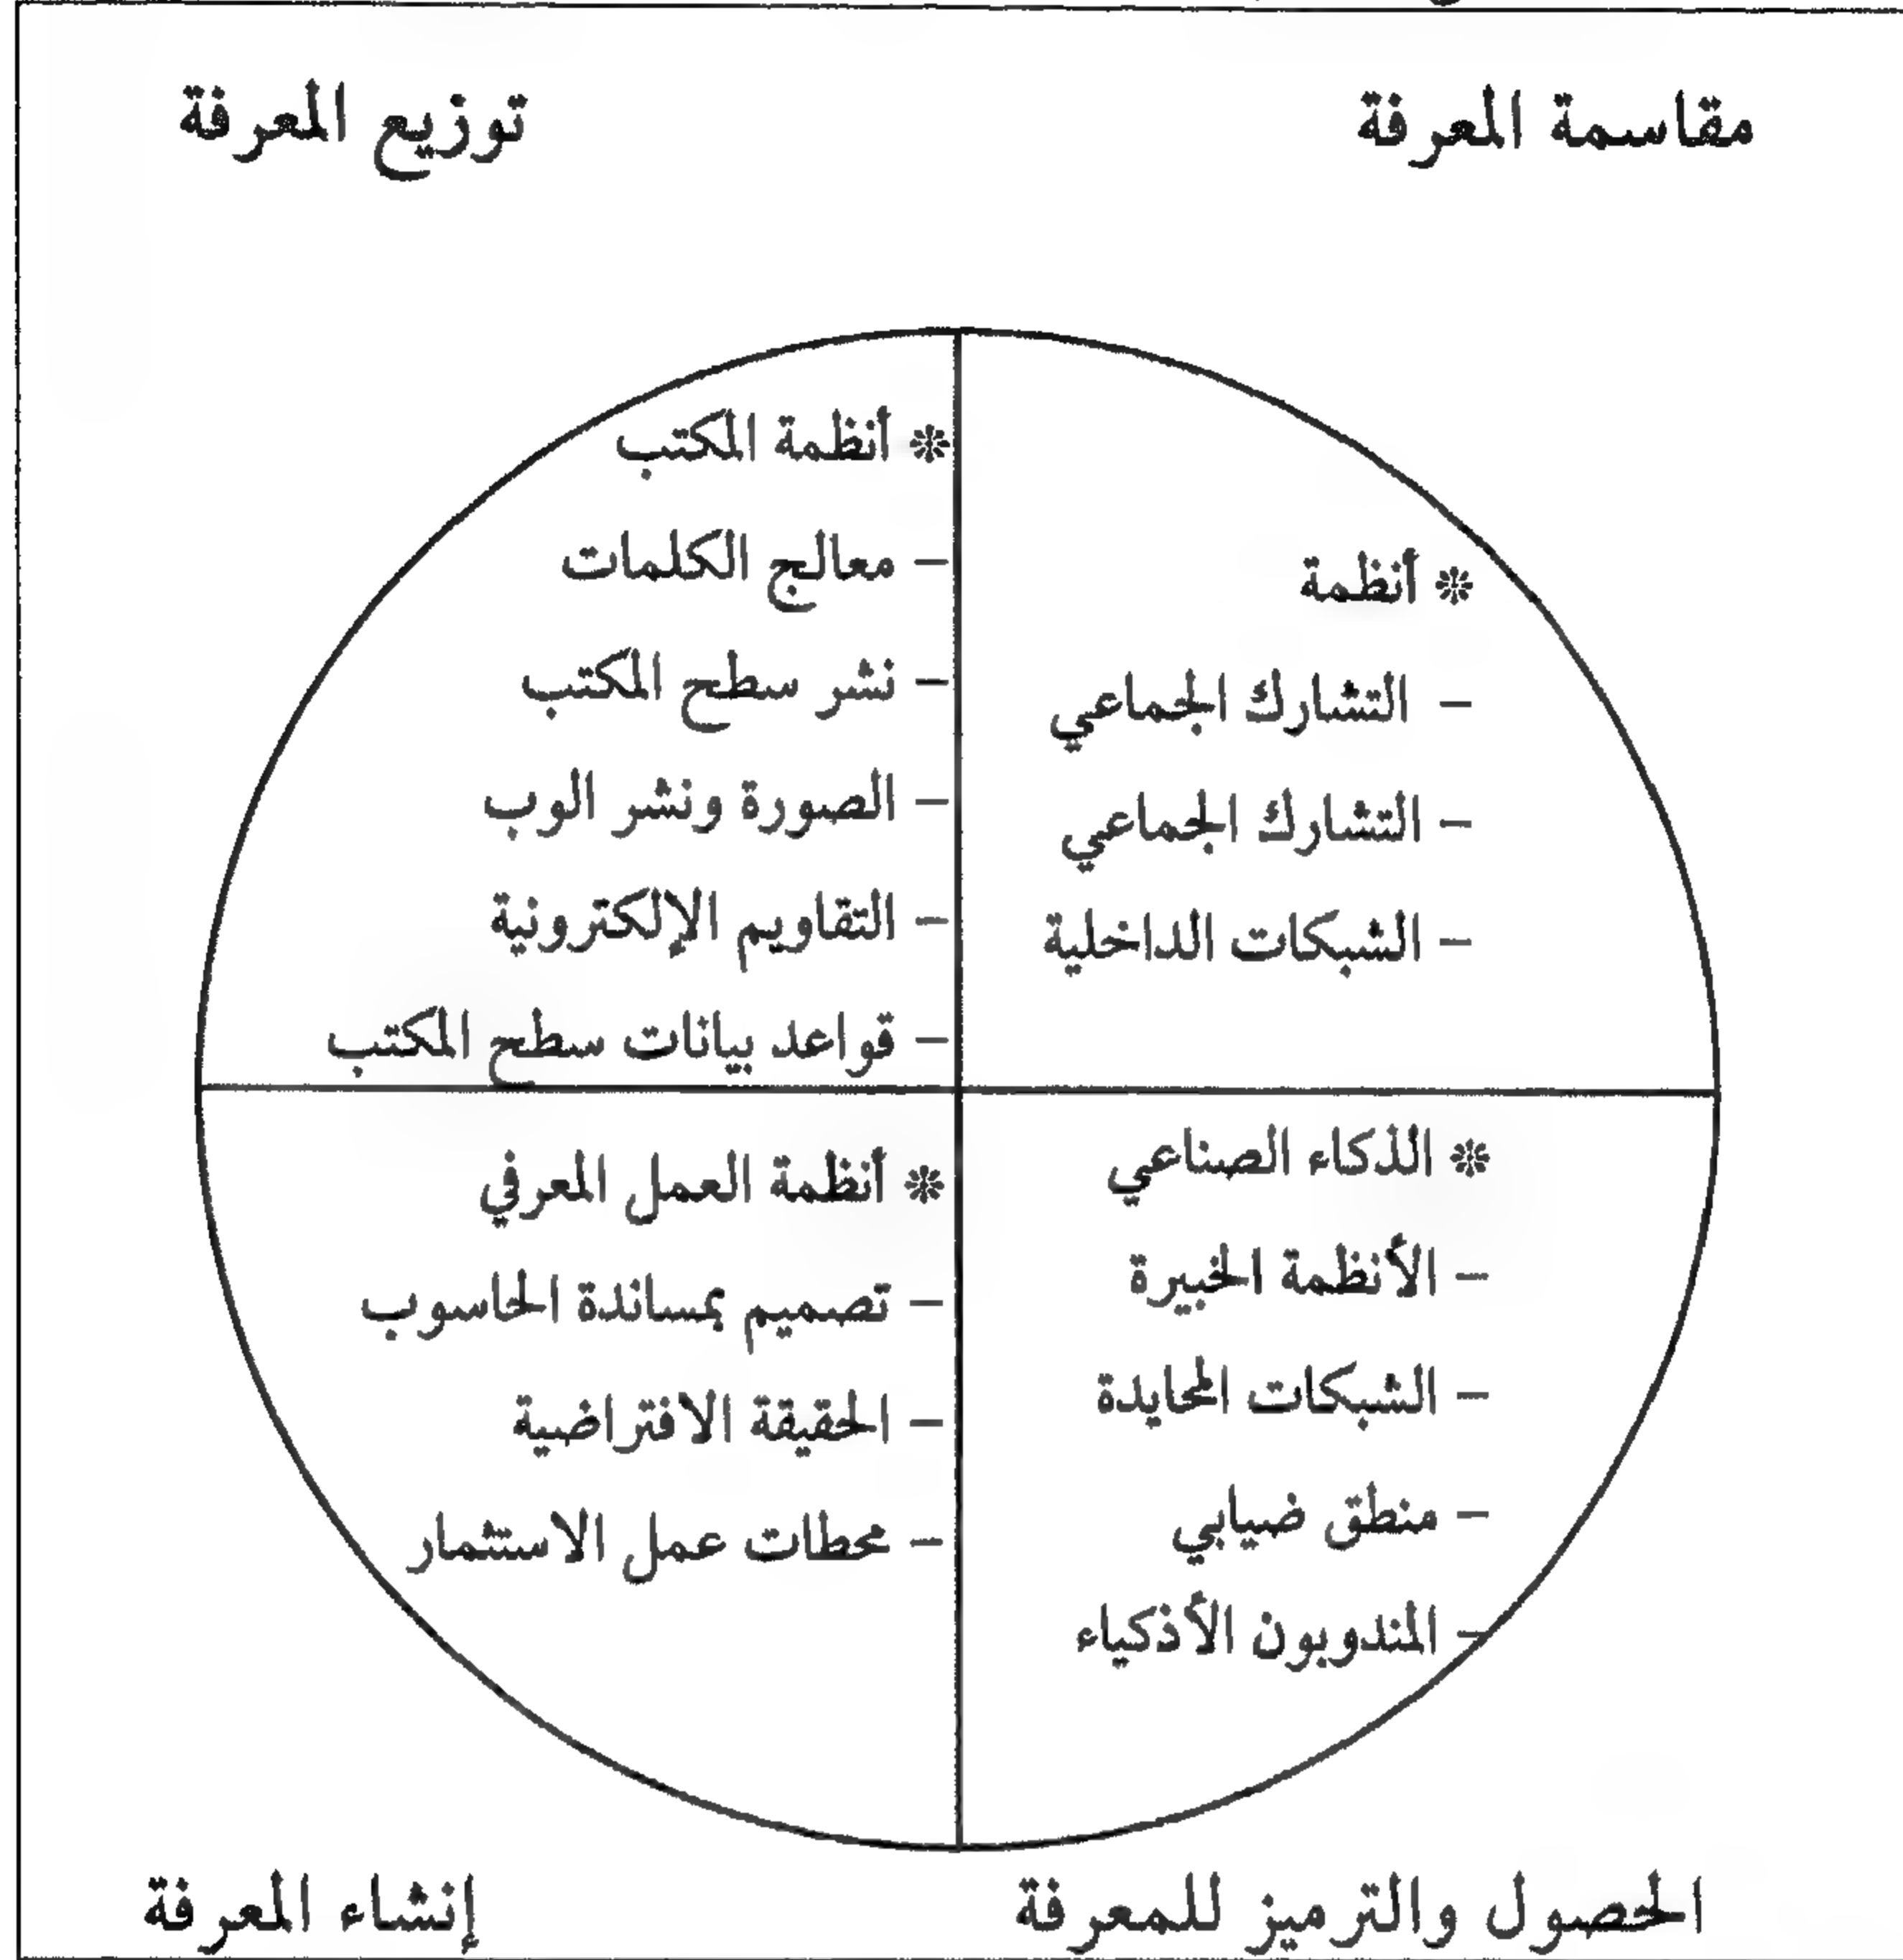 مقاسمة المعرفة
توزيع المعرفة
* أنظمة
– التشارك الجماعي
– التشارك الجماعي
– الشبكات الداخلية
* أنظمة المكتب
– معالج الكلمات
– نشر سطح المكتب
– الصورة ونشر الوب
– التقاويم الإلكترونية
– قواعد بيانات سطح المكتب
* الذكاء الصناعي
– الأنظمة الخبيرة
– الشبكات المحايدة
– منطق ضيابي
– المندوبون الأذكياء
* أنظمة العمل المعرفي
– تصميم بمساندة الحاسوب
– الحقيقة الافتراضية
– محطات عمل الاستثمار
الحصول والترميز للمعرفة
إنشاء المعرفة